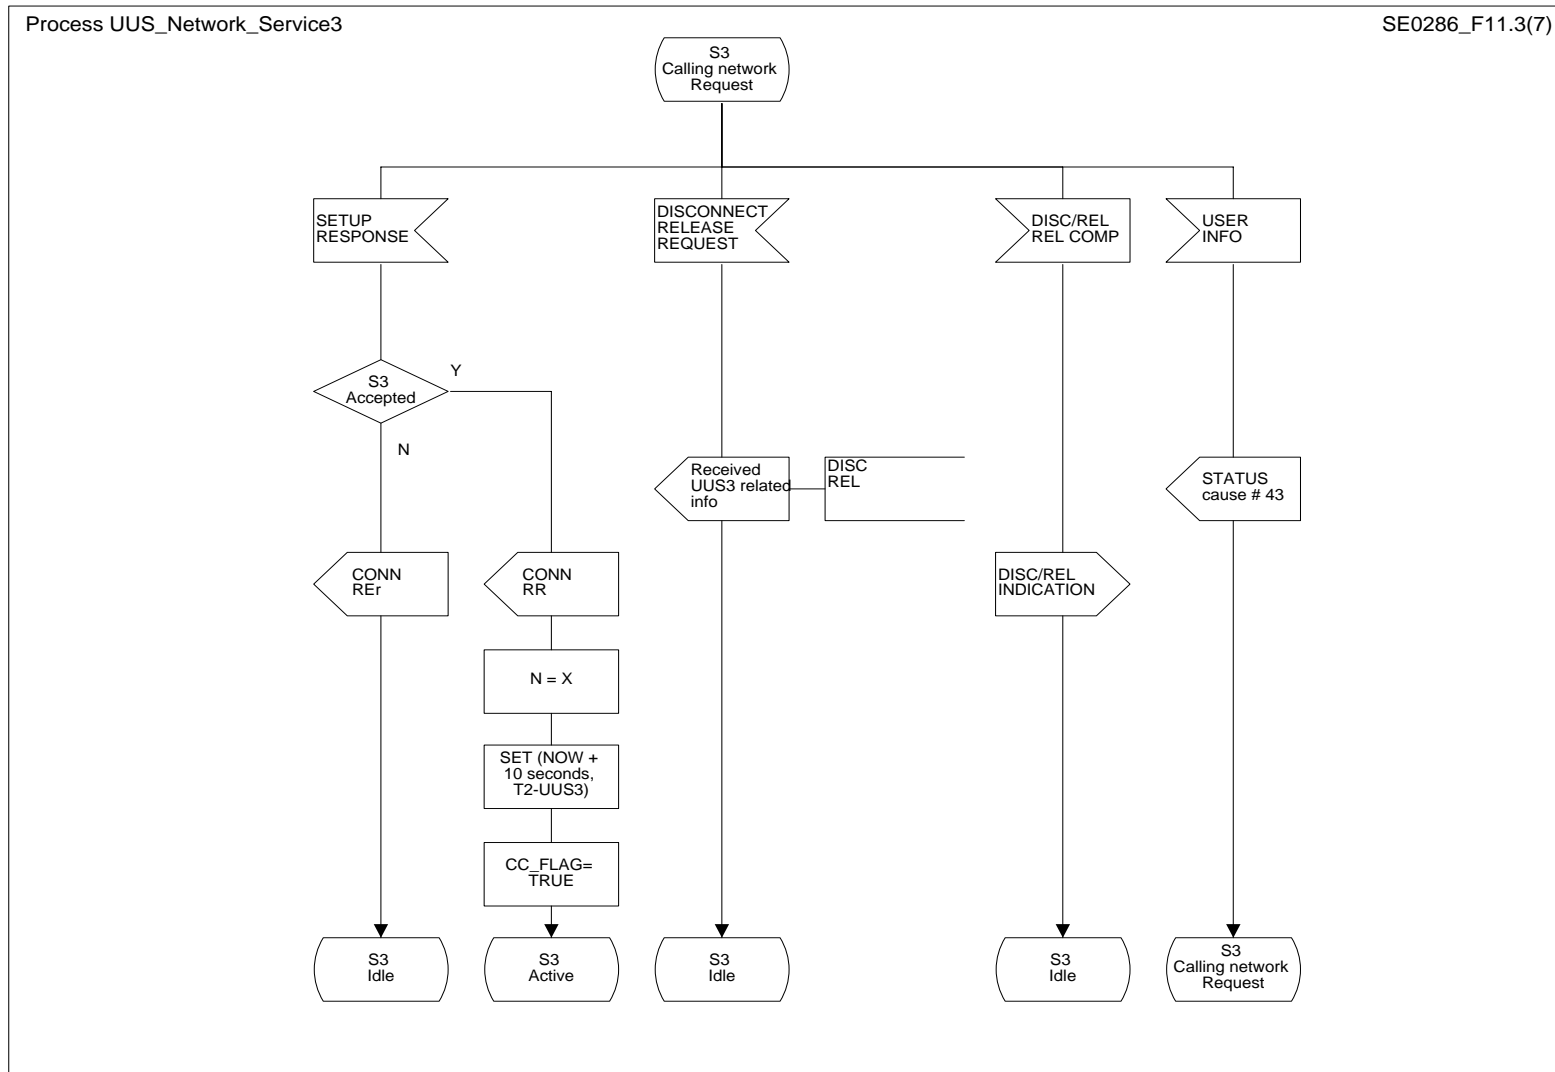 Process UUS_Network_Service3
SE0286_F11.3(7)
S3
Calling network
Request
SETUP
RESPONSE
DISCONNECT
RELEASE
REQUEST
DISC/REL
REL COMP
USER
INFO
S3
Accepted
Y
N
Received
UUS3 related
info
DISC
REL
STATUS
cause # 43
CONN
REr
CONN
RR
DISC/REL
INDICATION
N = X
SET (NOW +
10 seconds,
T2-UUS3)
CC_FLAG=
TRUE
S3
Idle
S3
Active
S3
Idle
S3
Idle
S3
Calling network
Request